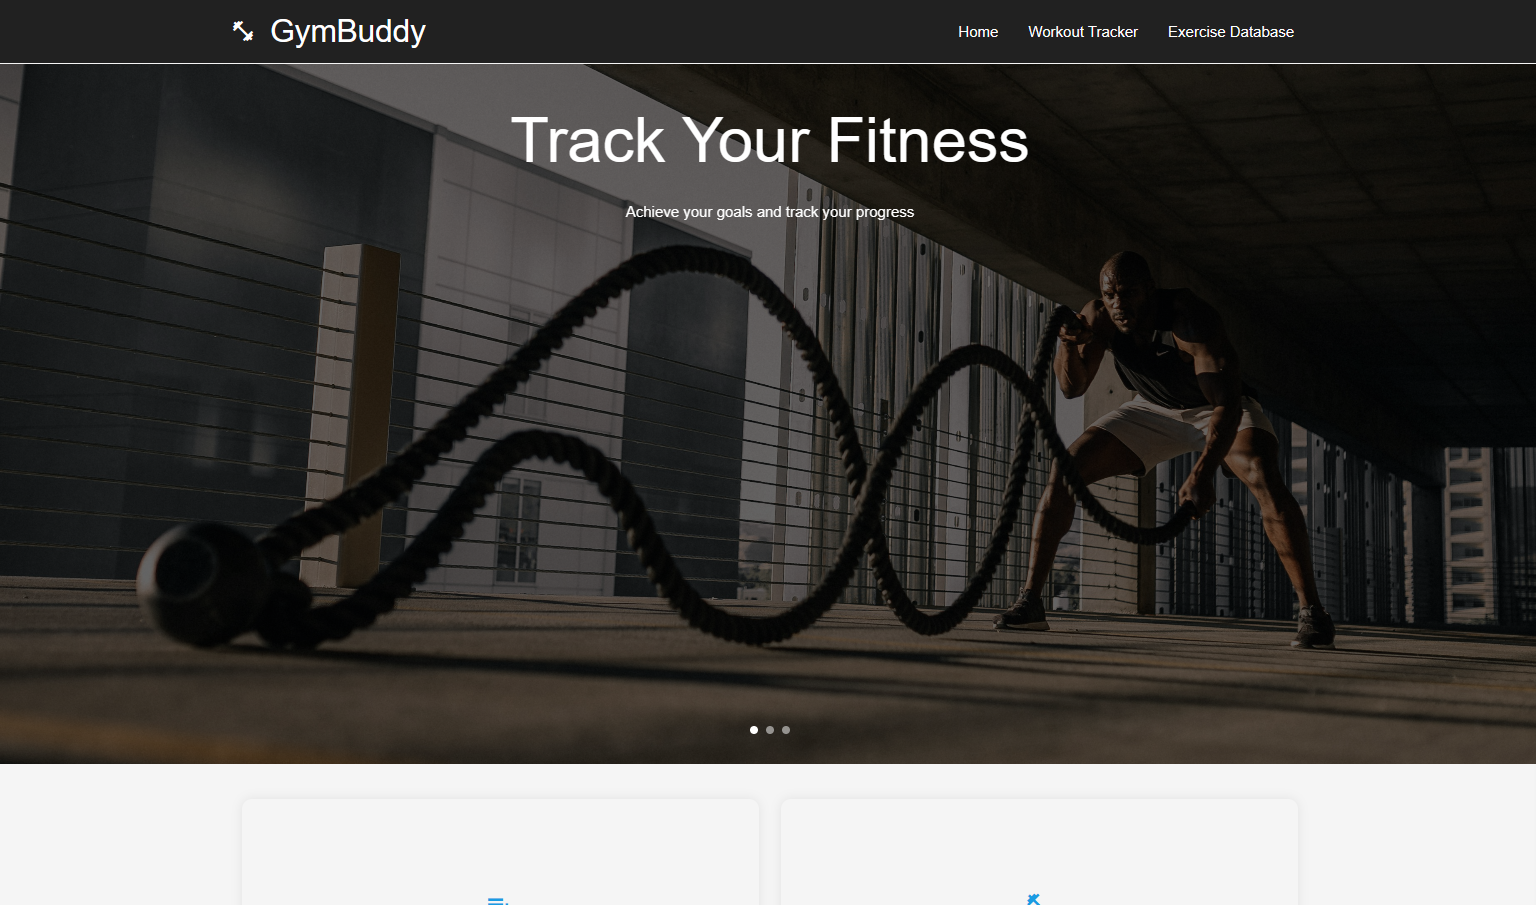 GymBuddy
Home Workout Tracker Exercise Database
Track Your Fitness
Achieve your goals and track your progress